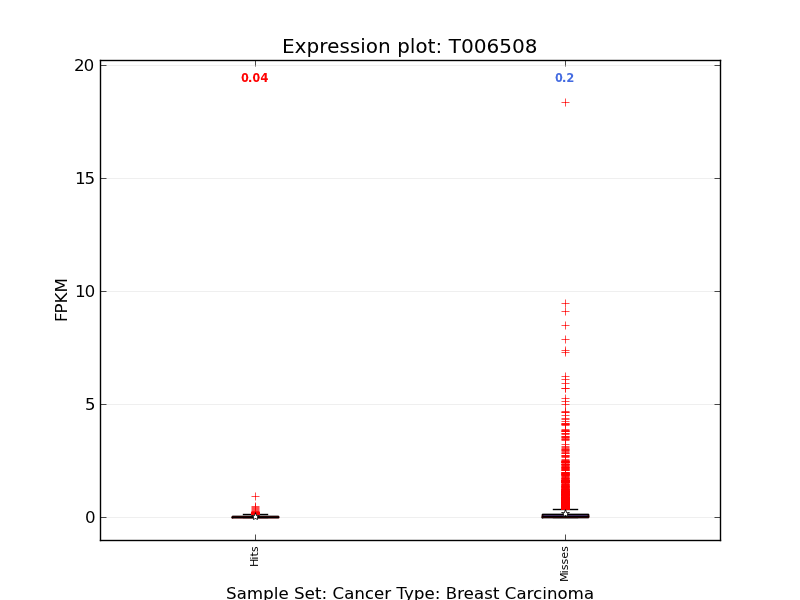 Expression plot: T006508
20
0.04 0.2
15
10
FPKM
5
0
Hits Misses
Sample Set: Cancer Type: Breast Carcinoma